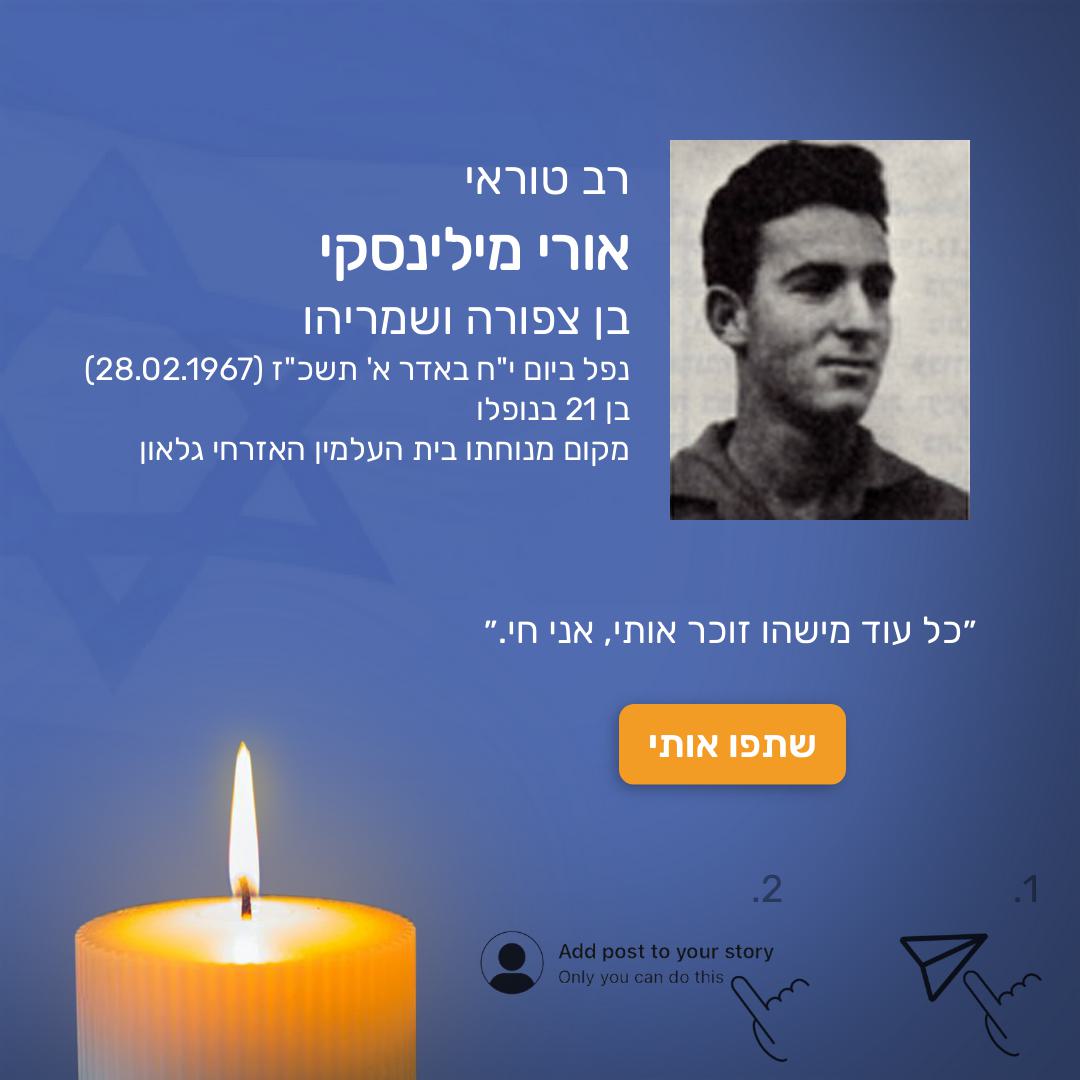 רב טוראי
אורי מילינסקי
בן צפורה ושמריהו
נפל ביום י"ח באדר א' תשכ"ז (28.02.1967)
בן 21 בנופלו
מקום מנוחתו בית העלמין האזרחי גלאון
״כל עוד מישהו זוכר אותי, אני חי.״
שתפו אותי
1.
2.
Add post to your story
Only you can do this